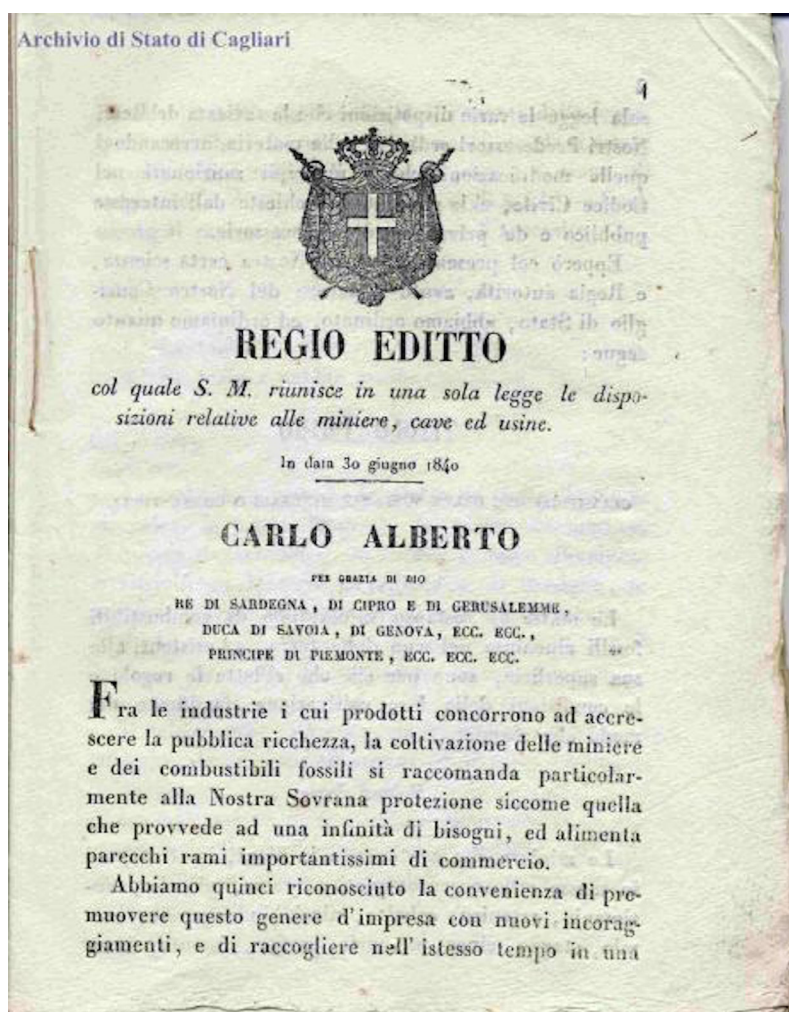 Archivio di Stato di Cagliari
REGIO EDITTO
col quale S. M. riunisce in una sola legge le dispo-
sizioni relative alle miniere, cave ed usine.
In data 30 giugno 1840
CARLO ALBERTO
PER GRAZIA DI DIO
RE DI SARDEGNA, DI CIPRO E DI GERUSALEMME,
DUCA DI SAVOIA, DI GENOVA, ECC. ECC.,
PRINCIPE DI PIEMONTE, ECC. ECC. ECC.
Fra le industrie i cui prodotti concorrono ad accre-
scere la pubblica ricchezza, la coltivazione delle miniere
e dei combustibili fossili si raccomanda particolar-
mente alla Nostra Sovrana protezione siccome quella
che provvede ad una infinità di bisogni, ed alimenta
parecchi rami importantissimi di commercio.
Abbiamo quinci riconosciuto la convenienza di pro-
muovere questo genere d'impresa con nuovi incorag-
giamenti, e di raccogliere nell'istesso tempo in una